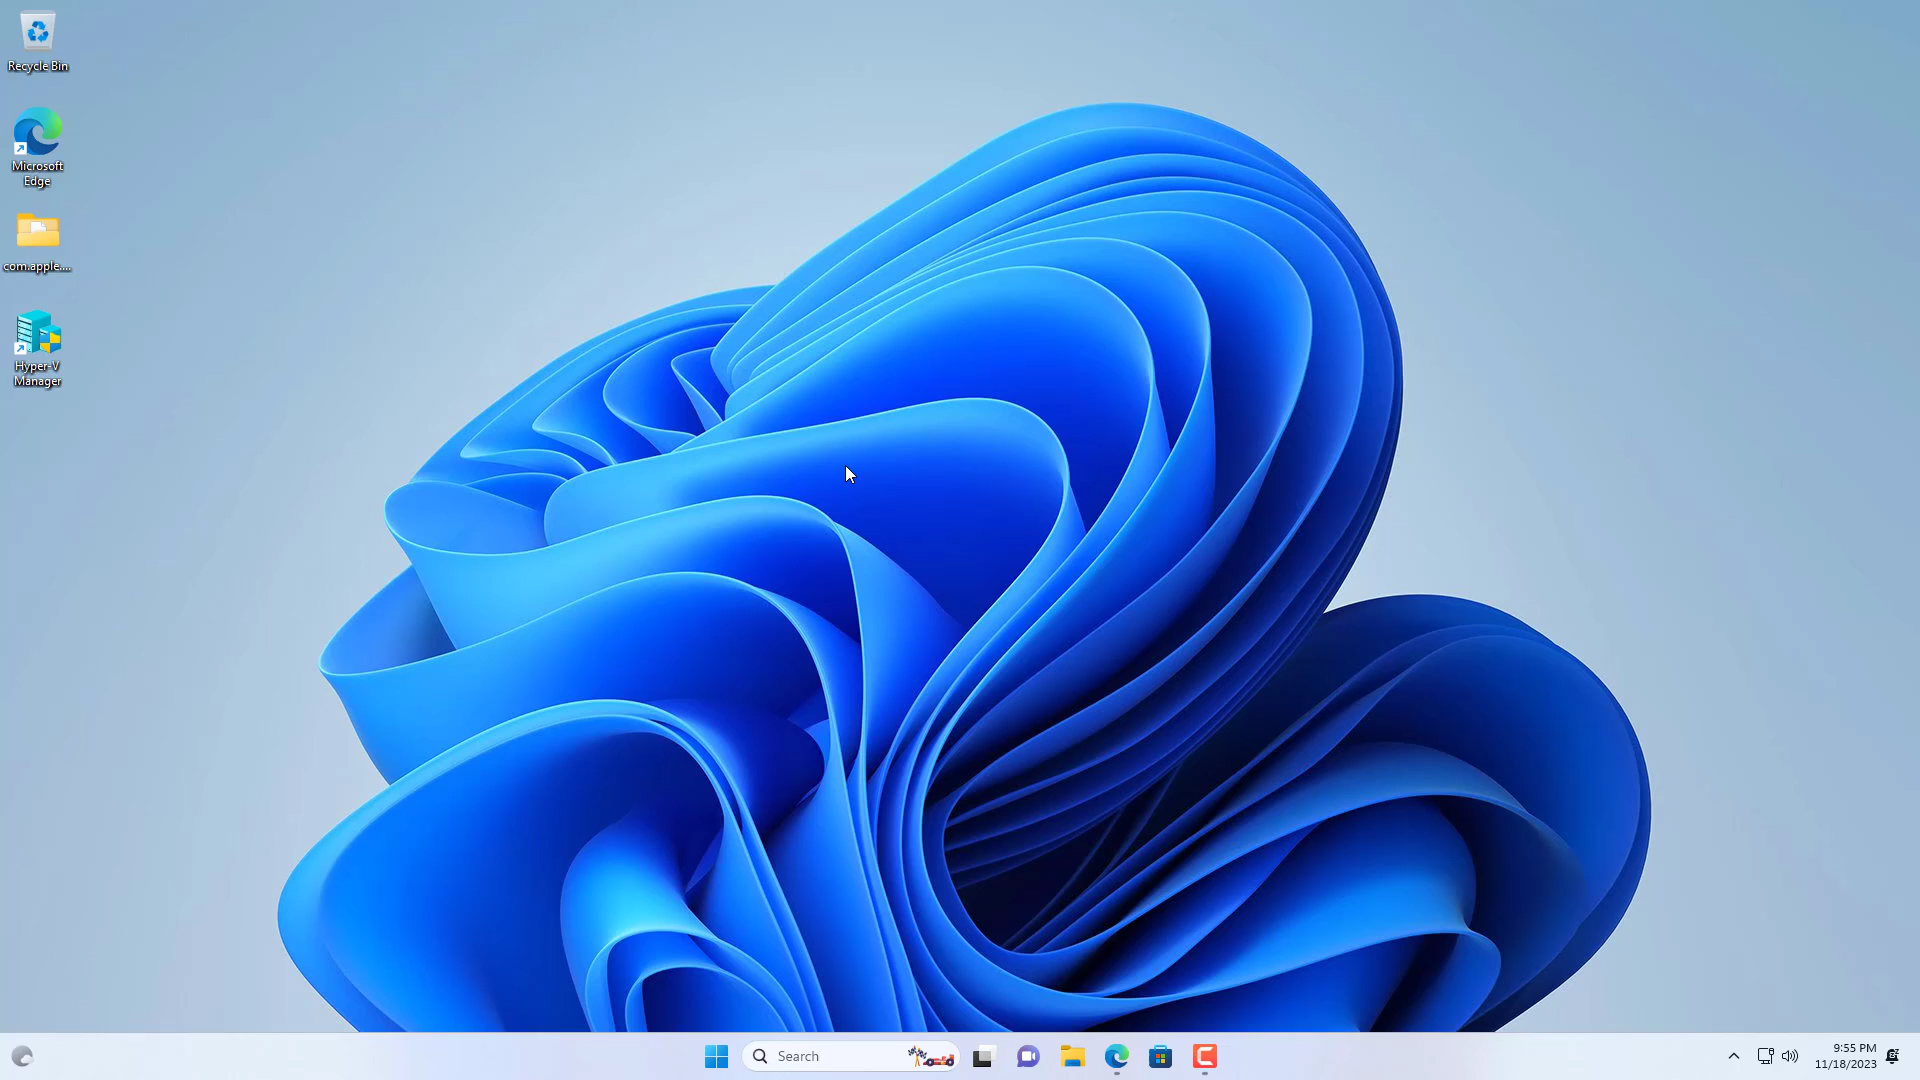 Recycle Bin
Microsoft
Edge
com.apple....
Hyper-V
Manager
Search
9:55 PM
11/18/2023